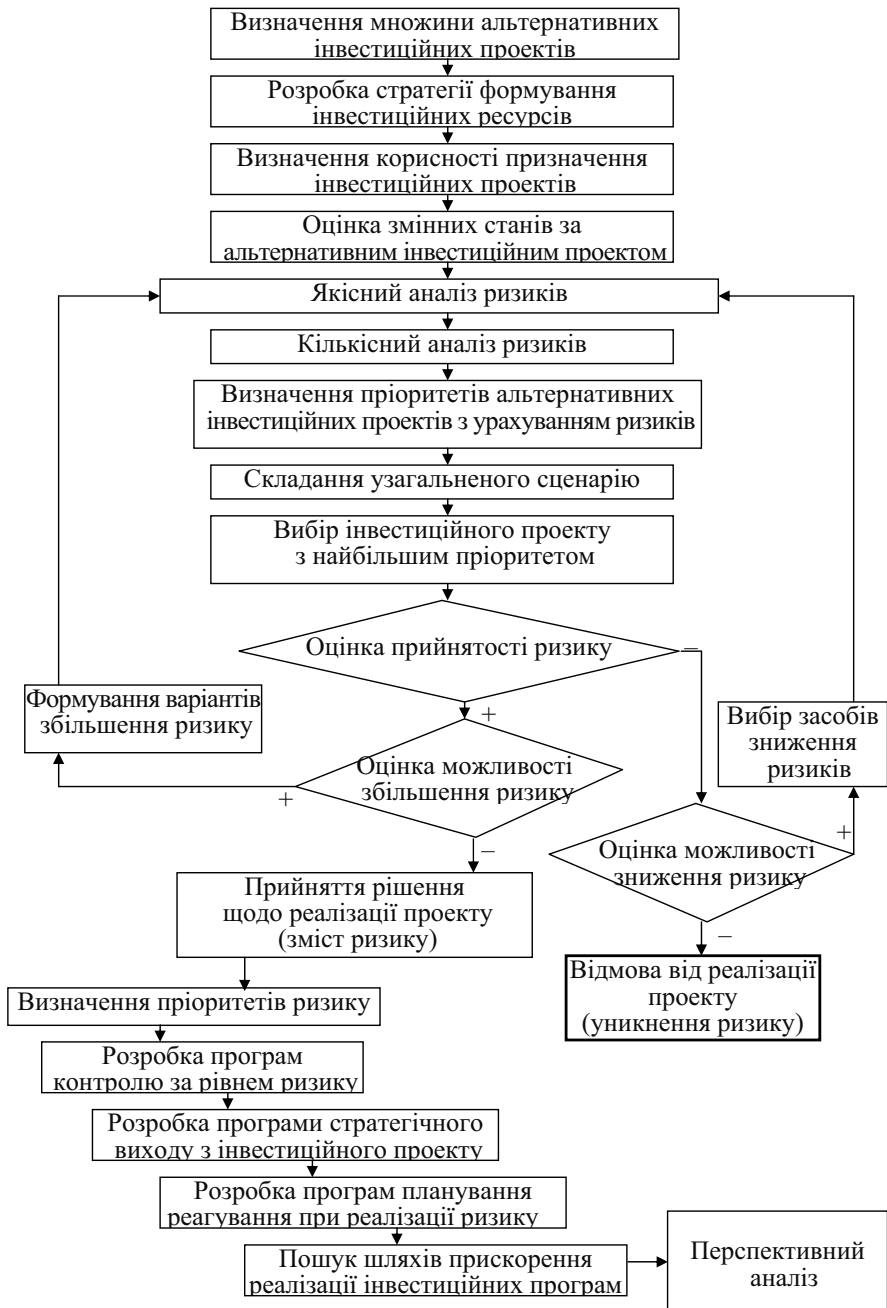 Визначення множини альтернативних
інвестиційних проектів
Розробка стратегії формування
інвестиційних ресурсів
Визначення корисності призначення
інвестиційних проектів
Оцінка змінних станів за
альтернативним інвестиційним проектом
Якісний аналіз ризиків
Кількісний аналіз ризиків
Визначення пріоритетів альтернативних
інвестиційних проектів з урахуванням ризиків
Складання узагальненого сценарію
Вибір інвестиційного проекту
з найбільшим пріоритетом
Оцінка прийнятості ризику
–
+
Формування варіантів
збільшення ризику
Вибір засобів
зниження
ризиків
Оцінка можливості
збільшення ризику
+
–
Оцінка можливості
зниження ризику
+
–
Прийняття рішення
щодо реалізації проекту
(зміст ризику)
Відмова від реалізації
проекту
(уникнення ризику)
Визначення пріоритетів ризику
Розробка програм
контролю за рівнем ризику
Розробка програми стратегічного
виходу з інвестиційного проекту
Розробка програм планування
реагування при реалізації ризику
Пошук шляхів прискорення
реалізації інвестиційних програм
Перспективний
аналіз